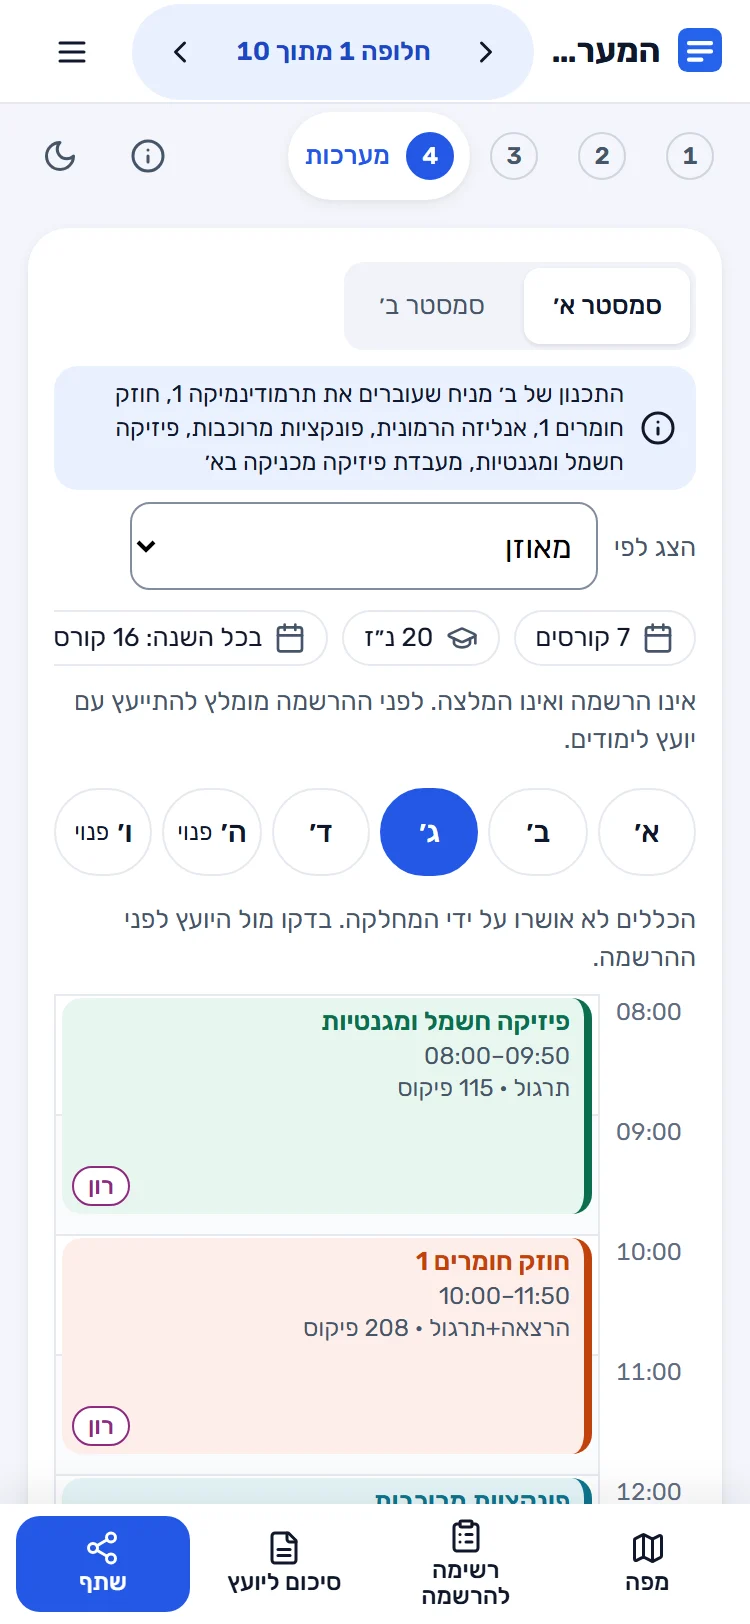 המער...
חלופה 1 מתוך 10
1
2
3
4 מערכות
סמסטר א׳
סמסטר ב׳
התכנון של ב׳ מניח שעוברים את תרמודינמיקה 1, חוזק
חומרים 1, אנליזה הרמונית, פונקציות מרוכבות, פיזיקה
חשמל ומגנטיות, מעבדת פיזיקה מכניקה בא׳
הצג לפי
מאוזן
7 קורסים
20 נ״ז
בכל השנה: 16 קורס
אינו הרשמה ואינו המלצה. לפני ההרשמה מומלץ להתייעץ עם
יועץ לימודים.
א׳
ב׳
ג׳
ד׳
ה׳ פנוי
ו׳ פנוי
הכללים לא אושרו על ידי המחלקה. בדקו מול היועץ לפני
ההרשמה.
08:00
פיזיקה חשמל ומגנטיות
08:00–09:50
תרגול • 115 פיקוס
09:00
רון
10:00
חוזק חומרים 1
10:00–11:50
הרצאה+תרגול • 208 פיקוס
11:00
רון
12:00
פונקציות מרוכבות
מפה
רשימה
להרשמה
סיכום ליועץ
שתף